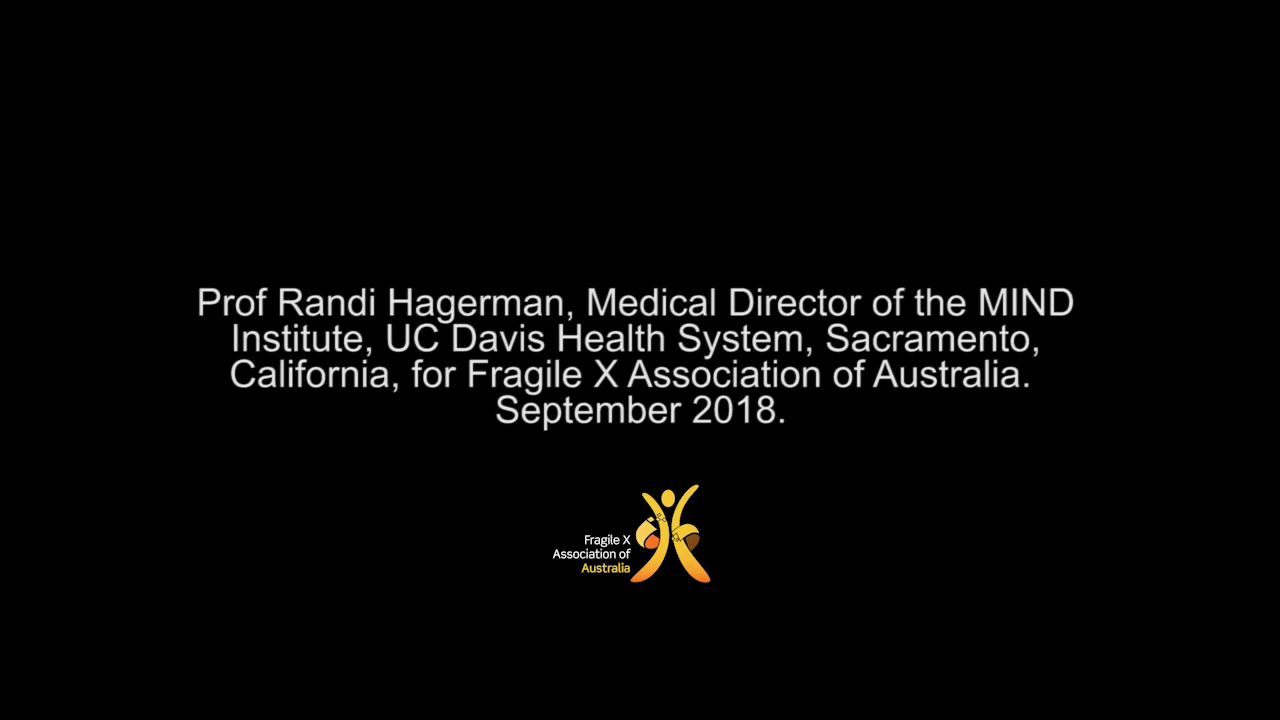 Prof Randi Hagerman, Medical Director of the MIND
Institute, UC Davis Health System, Sacramento,
California, for Fragile X Association of Australia.
September 2018.
Fragile X
Association of
Australia